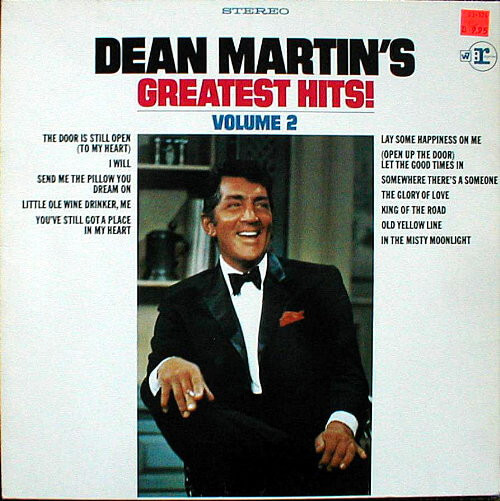 STEREO
DEAN MARTIN'S
GREATEST HITS!
VOLUME 2
THE DOOR IS STILL OPEN
(TO MY HEART)
I WILL
SEND ME THE PILLOW YOU
DREAM ON
LITTLE OLE WINE DRINKER, ME
YOU'VE STILL GOT A PLACE
IN MY HEART
LAY SOME HAPPINESS ON ME
(OPEN UP THE DOOR)
LET THE GOOD TIMES IN
SOMEWHERE THERE'S A SOMEONE
THE GLORY OF LOVE
KING OF THE ROAD
OLD YELLOW LINE
IN THE MISTY MOONLIGHT